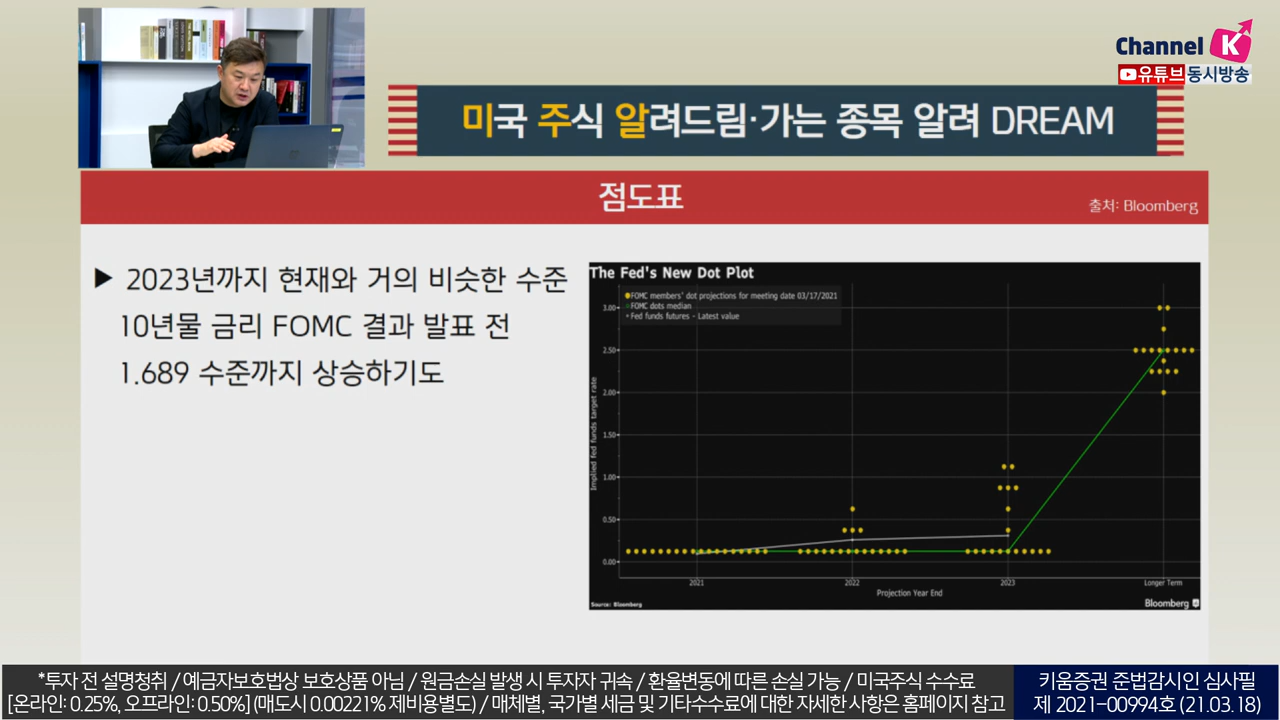 Channel K
유튜브 동시방송
미국 주식 알려드림·가는 종목 알려 DREAM
점도표
출처: Bloomberg
▶ 2023년까지 현재와 거의 비슷한 수준
10년물 금리 FOMC 결과 발표 전
1.689 수준까지 상승하기도
The Fed's New Dot Plot
FOMC members' dot projections for meeting date 03/17/2021
FOMC dots median
Fed funds futures - Latest value
Implied fed funds target rate
3.00
2.50
2.00
1.50
1.00
0.50
0.00
2021 2022 2023 Longer Term
Projection Year End
Source: Bloomberg
Bloomberg
*투자 전 설명청취 / 예금자보호법상 보호상품 아님 / 원금손실 발생 시 투자자 귀속 / 환율변동에 따른 손실 가능 / 미국주식 수수료
[온라인: 0.25%, 오프라인: 0.50%] (매도시 0.00221% 제비용별도) / 매체별, 국가별 세금 및 기타수수료에 대한 자세한 사항은 홈페이지 참고
키움증권 준법감시인 심사필
제 2021-00994호 (21.03.18)